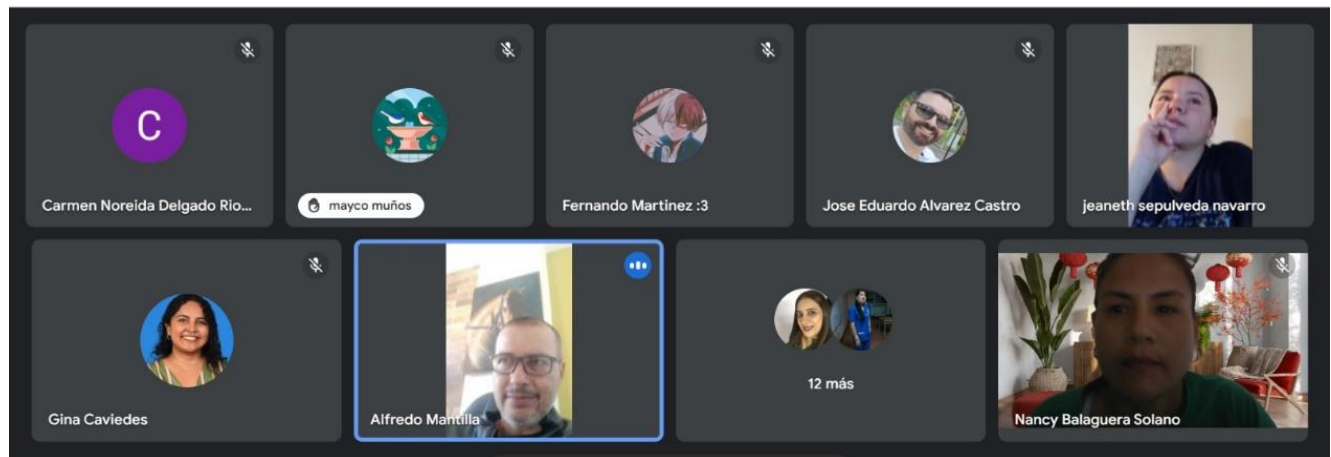 C
Carmen Noreida Delgado Rio...
mayco muños
Fernando Martinez :3
Jose Eduardo Alvarez Castro
jeaneth sepulveda navarro
Gina Caviedes
Alfredo Mantilla
12 más
Nancy Balaguera Solano